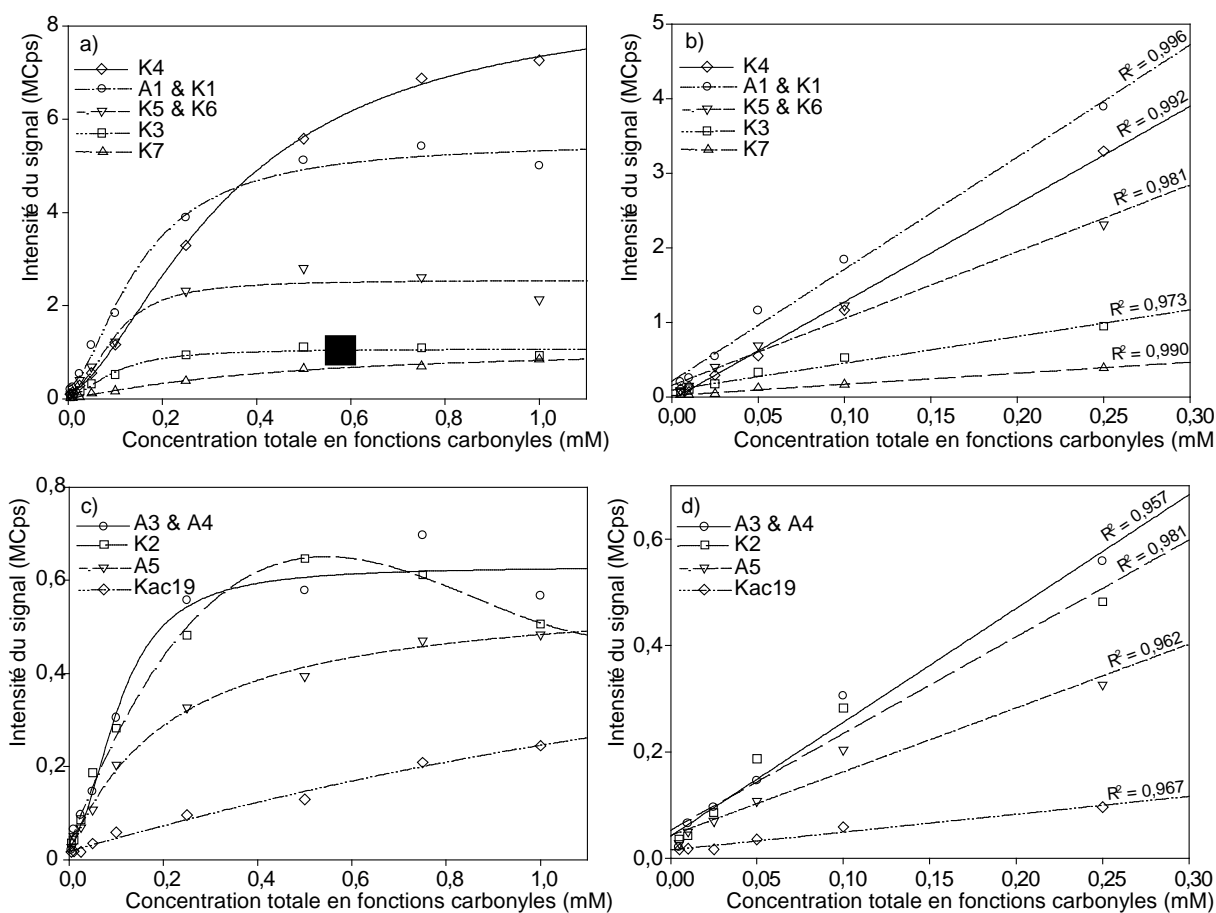 a)
K4
A1 & K1
K5 & K6
K3
K7
Intensité du signal (MCps)
8
6
4
2
0
0,0 0,2 0,4 0,6 0,8 1,0
Concentration totale en fonctions carbonyles (mM)
b)
K4
A1 & K1
K5 & K6
K3
K7
R² = 0,996
R² = 0,992
R² = 0,981
R² = 0,973
R² = 0,990
Intensité du signal (MCps)
5
4
3
2
1
0
0,00 0,05 0,10 0,15 0,20 0,25 0,30
Concentration totale en fonctions carbonyles (mM
c)
A3 & A4
K2
A5
Kac19
Intensité du signal (MCps)
0,8
0,6
0,4
0,2
0,0
0,0 0,2 0,4 0,6 0,8 1,0
Concentration totale en fonctions carbonyles (mM)
d)
A3 & A4
K2
A5
Kac19
R² = 0,957
R² = 0,981
R² = 0,962
R² = 0,967
Intensité du signal (MCps)
0,6
0,4
0,2
0,0
0,00 0,05 0,10 0,15 0,20 0,25 0,30
Concentration totale en fonctions carbonyles (mM)